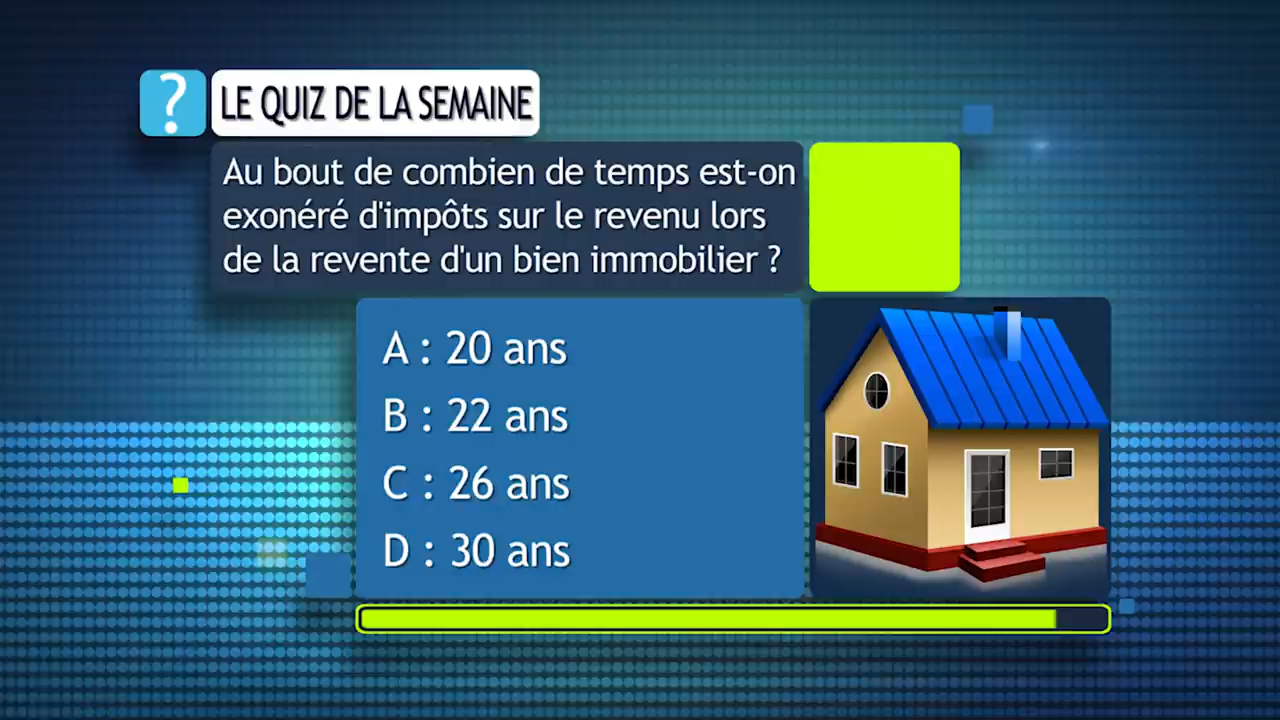 ?
LE QUIZ DE LA SEMAINE
Au bout de combien de temps est-on
exonéré d'impôts sur le revenu lors
de la revente d'un bien immobilier ?
A : 20 ans
B : 22 ans
C : 26 ans
D : 30 ans